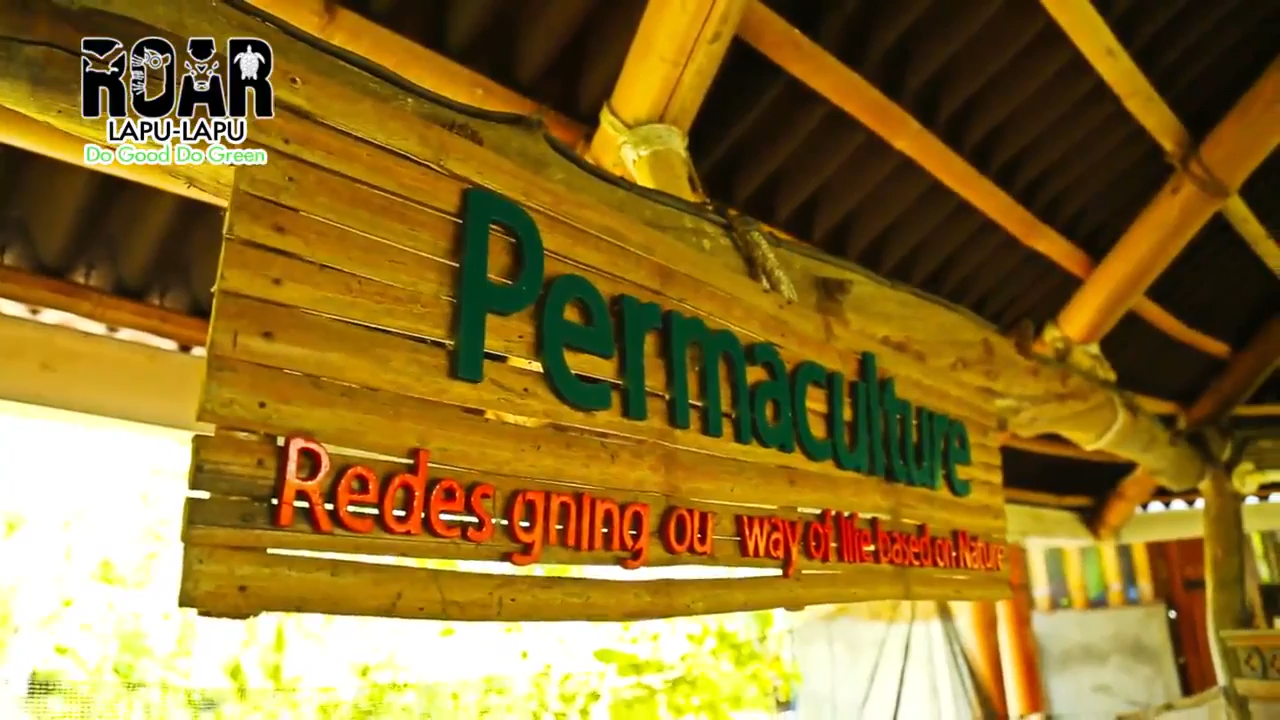 ROAR
LAPU-LAPU
Do Good Do Green
Permaculture
Redes gning ou way of life based on Nature